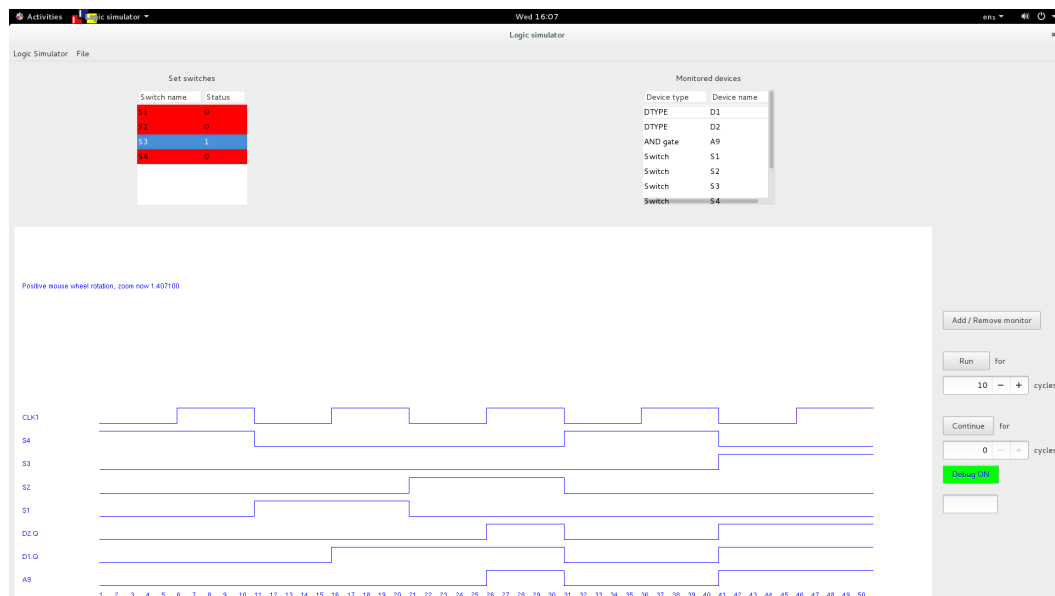 Activities Logic simulator Wed 16:07 en1
Logic simulator
Logic Simulator File
Set switches Monitored devices
Switch name Status
S1 0
S2 0
S3 1
S4 0
Device type Device name
DTYPE D1
DTYPE D2
AND gate A9
Switch S1
Switch S2
Switch S3
Switch S4
Positive mouse wheel rotation, zoom now 1.407100
Add / Remove monitor
Run for
10 − + cycles
Continue for
0 − + cycles
Debug ON
CLK1
S4
S3
S2
S1
D2.Q
D1.Q
A9
1 2 3 4 5 6 7 8 9 10 11 12 13 14 15 16 17 18 19 20 21 22 23 24 25 26 27 28 29 30 31 32 33 34 35 36 37 38 39 40 41 42 43 44 45 46 47 48 49 50